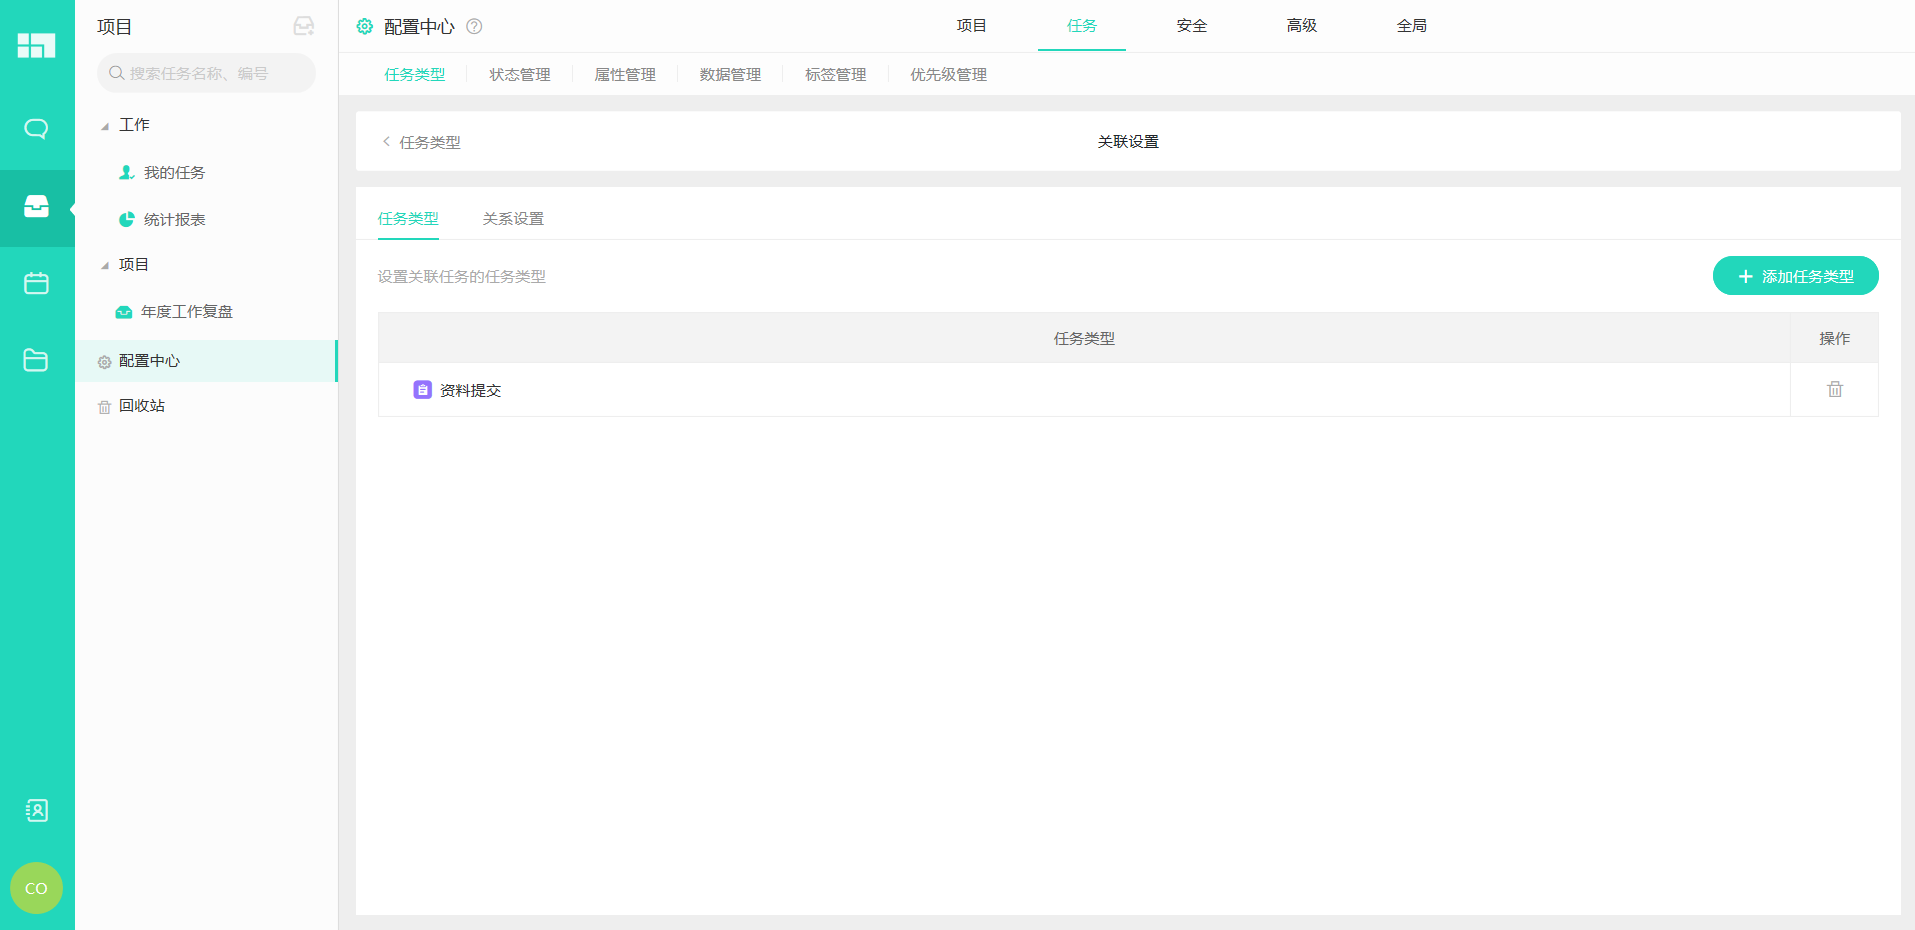 项目
搜索任务名称、编号
工作
我的任务
统计报表
项目
年度工作复盘
配置中心
回收站
CO
配置中心
项目 任务 安全 高级 全局
任务类型 状态管理 属性管理 数据管理 标签管理 优先级管理
任务类型
关联设置
任务类型 关系设置
设置关联任务的任务类型
添加任务类型
任务类型 操作
资料提交